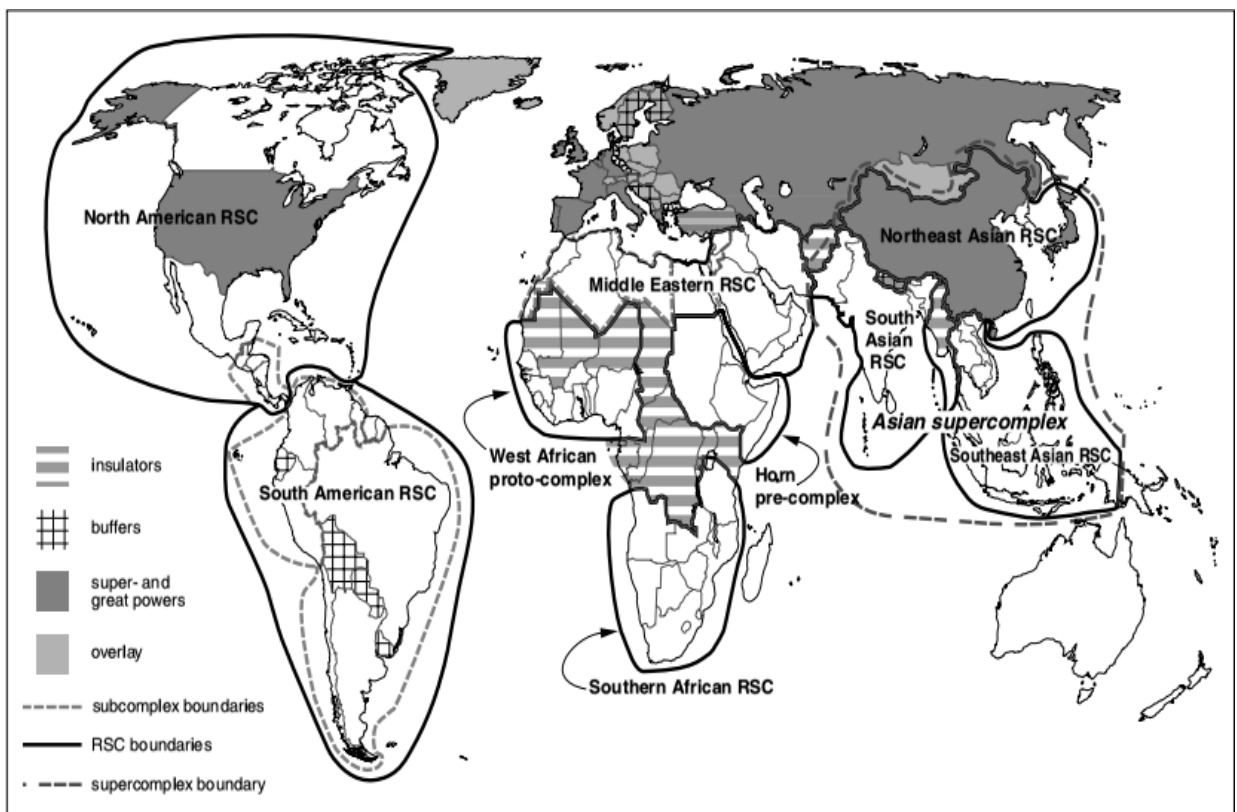 North American RSC
Middle Eastern RSC
Northeast Asian RSC
South
Asian
RSC
Asian supercomplex
Southeast Asian RSC
West African
proto-complex
Horn
pre-complex
South American RSC
Southern African RSC
insulators
buffers
super- and
great powers
overlay
subcomplex boundaries
RSC boundaries
supercomplex boundary